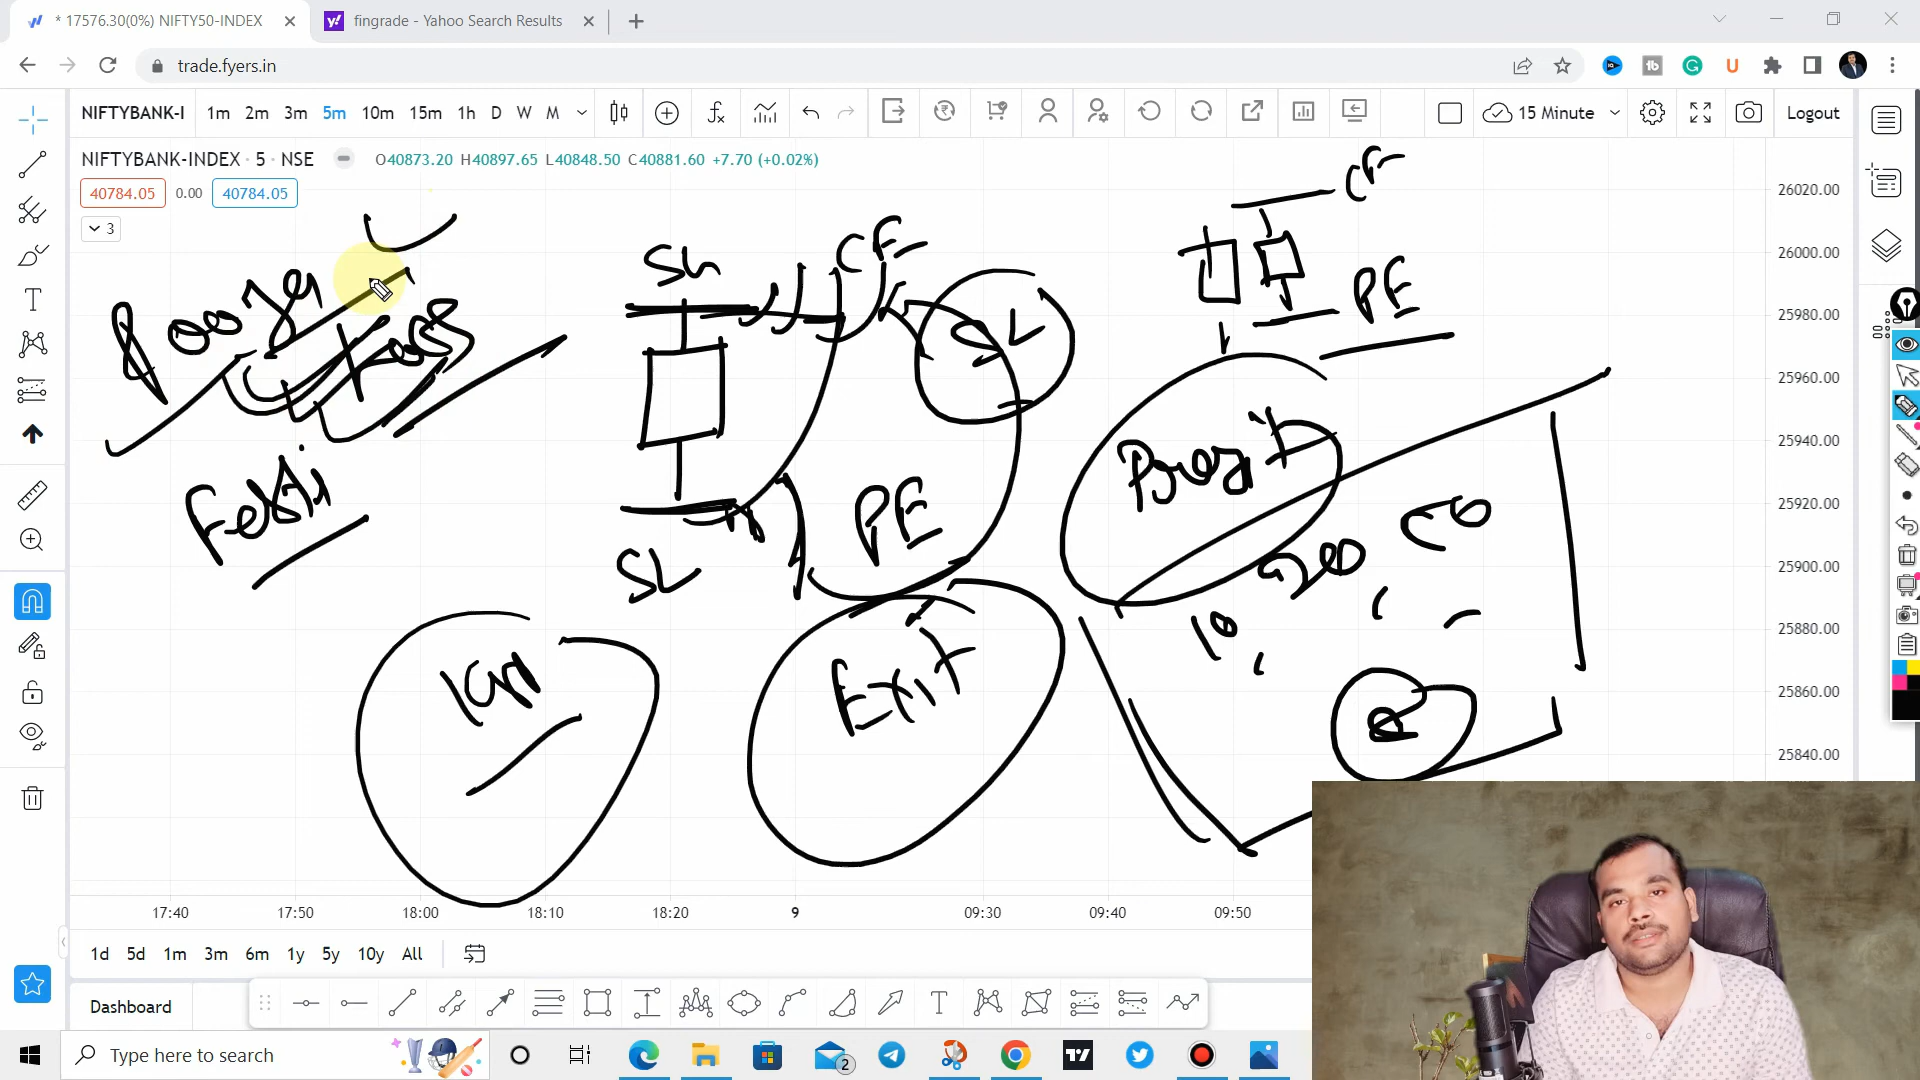 * 17576.30(0%) NIFTY50-INDEX
fingrade - Yahoo Search Results
trade.fyers.in
NIFTYBANK-I 1m 2m 3m 5m 10m 15m 1h D W M 15 Minute Logout
NIFTYBANK-INDEX · 5 · NSE O40873.20 H40897.65 L40848.50 C40881.60 +7.70 (+0.02%)
40784.05 0.00 40784.05
3
26020.00
26000.00
25980.00
25960.00
25940.00
25920.00
25900.00
25880.00
25860.00
25840.00
SL
SL
PE
PE
Exit
10
200
17:40 17:50 18:00 18:10 18:20 9 09:30 09:40 09:50
1d 5d 1m 3m 6m 1y 5y 10y All
Dashboard
Type here to search
2